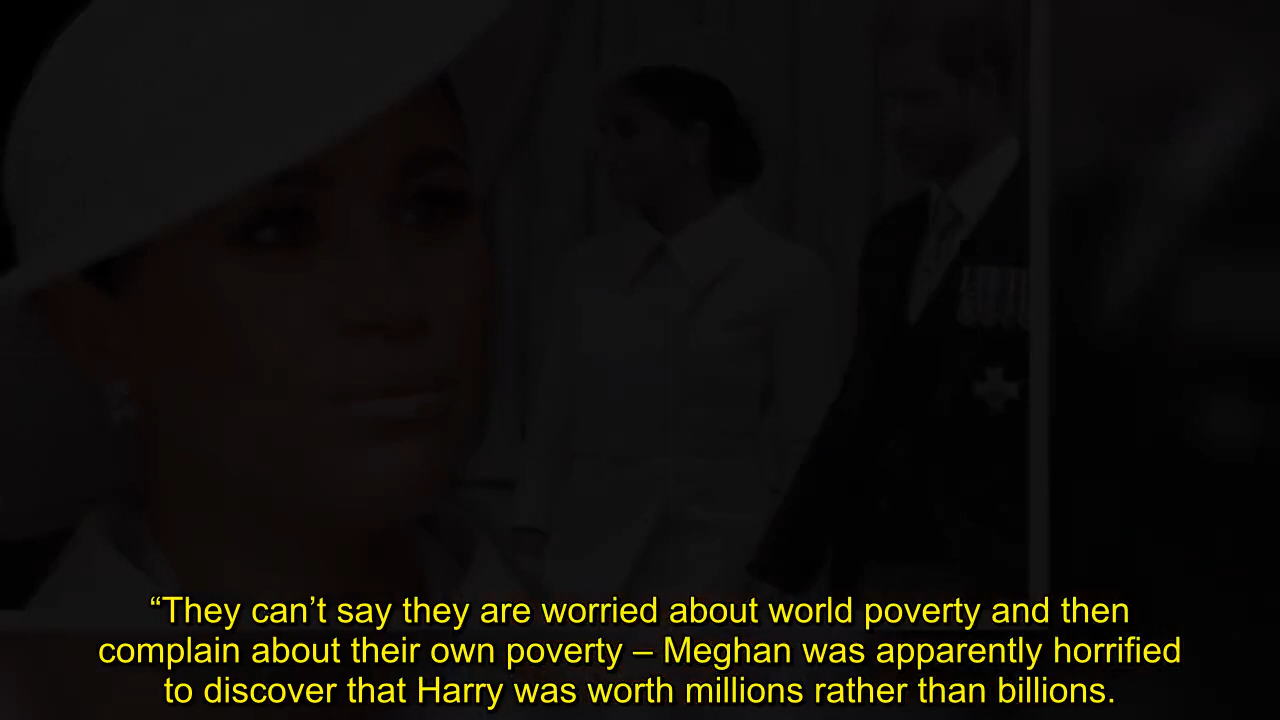 “They can’t say they are worried about world poverty and then
complain about their own poverty – Meghan was apparently horrified
to discover that Harry was worth millions rather than billions.